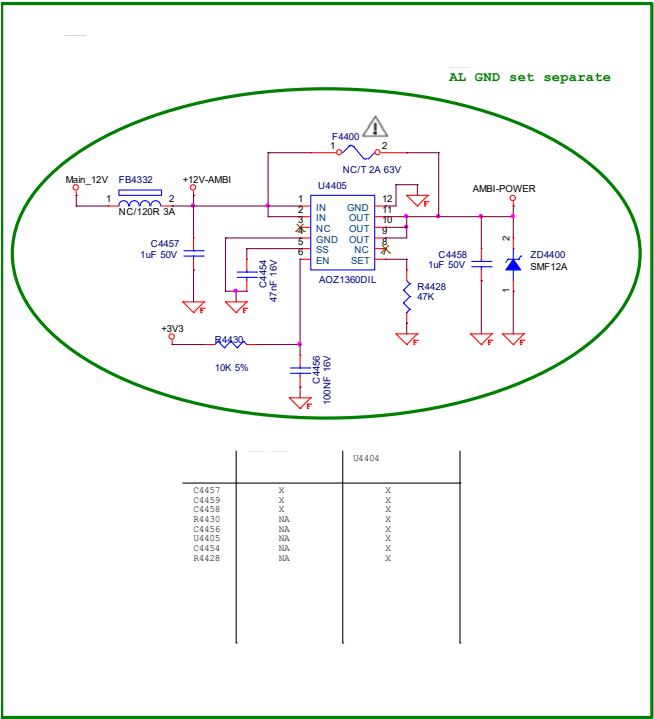 AL GND set separate
F4400
1 2
NC/T 2A 63V
Main_12V FB4332 +12V-AMBI
1 2
NC/120R 3A
U4405
AMBI-POWER
1 IN GND 12
2 IN OUT 11
3 NC OUT 10
4 GND OUT 9
5 SS NC 8
6 EN SET 7
AOZ1360DIL
C4457
1uF 50V
C4454
47nF 16V
C4458
1uF 50V
2
ZD4400
SMF12A
1
R4428
47K
+3V3
R4430
10K 5%
C4456
100NF 16V
U4404
C4457 X X
C4459 X X
C4458 X X
R4430 NA X
C4456 NA X
U4405 NA X
C4454 NA X
R4428 NA X